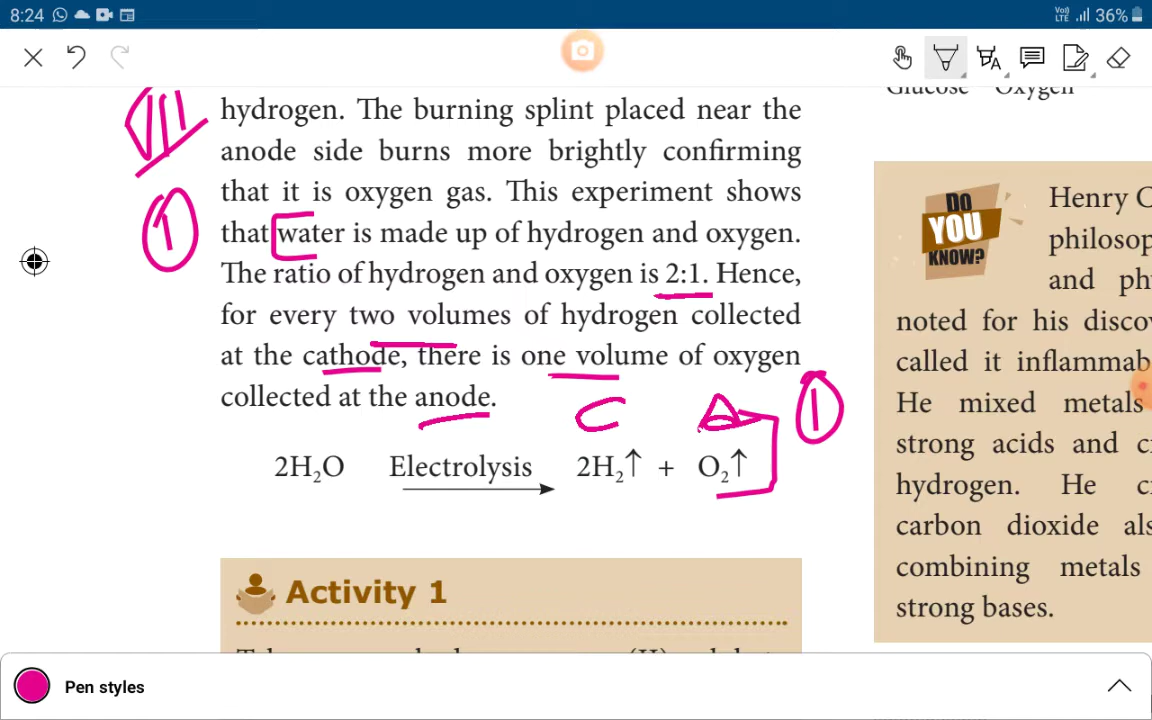 8:24
VoJ) LTE 36%
Glucose Oxygen
VII
hydrogen. The burning splint placed near the
anode side burns more brightly confirming
that it is oxygen gas. This experiment shows
1
that water is made up of hydrogen and oxygen.
The ratio of hydrogen and oxygen is 2:1. Hence,
for every two volumes of hydrogen collected
at the cathode, there is one volume of oxygen
collected at the anode.
C A 1
2H₂O Electrolysis 2H₂↑ + O₂↑
Activity 1
DO
YOU
KNOW?
Henry C
philosop
and ph
noted for his disco
called it inflammab
He mixed metals
strong acids and c
hydrogen. He c
carbon dioxide als
combining metals
strong bases.
Pen styles